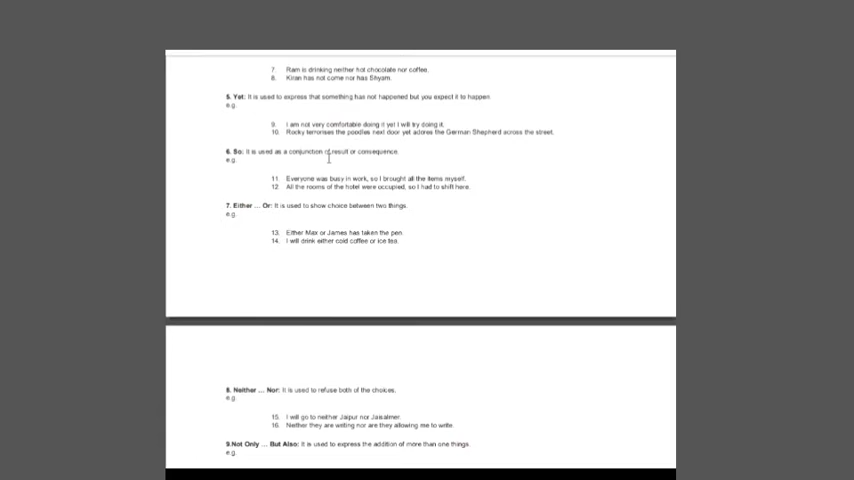 7. Ram is drinking neither hot chocolate nor coffee.
8. Kiran has not come nor has Shyam.
5. Yet: It is used to express that something has not happened but you expect it to happen
e.g.
9. I am not very comfortable doing it yet I will try doing it.
10. Rocky terrorises the poodles next door yet adores the German Shepherd across the street.
6. So: It is used as a conjunction of result or consequence.
e.g.
11. Everyone was busy in work, so I brought all the items myself.
12. All the rooms of the hotel were occupied, so I had to shift here.
7. Either ... Or: It is used to show choice between two things.
e.g.
13. Either Max or James has taken the pen.
14. I will drink either cold coffee or ice tea.
8. Neither ... Nor: It is used to refuse both of the choices.
e.g.
15. I will go to neither Jaipur nor Jaisalmer.
16. Neither they are writing nor are they allowing me to write.
9.Not Only ... But Also: It is used to express the addition of more than one things.
e.g.